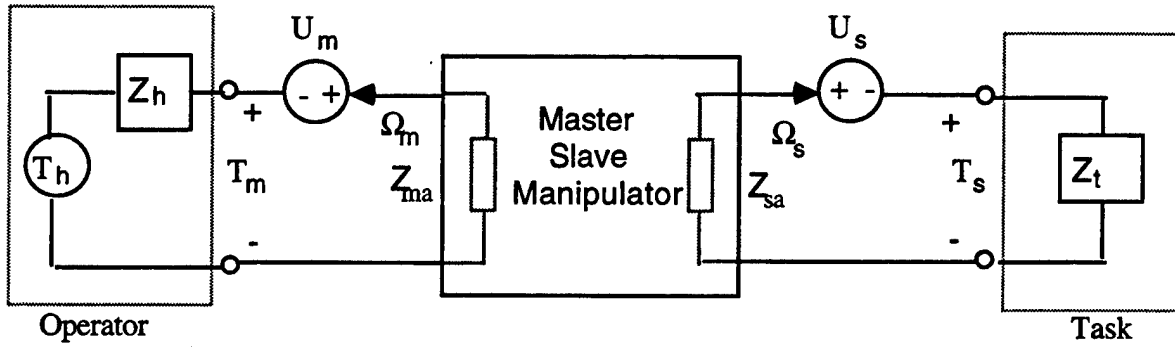 U_m
U_s
Z_h
- +
+ -
+
Ω_m
Master
Slave
Manipulator
Ω_s
+
T_h
T_m
Z_ma
Z_sa
T_s
Z_t
-
-
Operator
Task